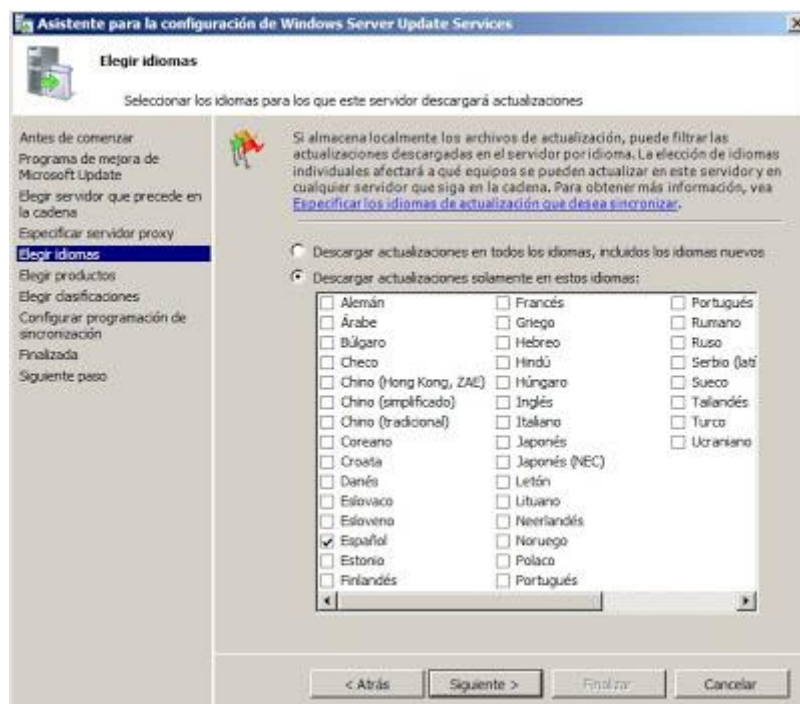 Asistente para la configuración de Windows Server Update Services
Elegir idiomas
Seleccionar los idiomas para los que este servidor descargará actualizaciones
Antes de comenzar
Programa de mejora de
Microsoft Update
Elegir servidor que precede en
la cadena
Especificar servidor proxy
Elegir idiomas
Elegir productos
Elegir clasificaciones
Configurar programación de
sincronización
Finalizada
Siguiente paso
Si almacena localmente los archivos de actualización, puede filtrar las
actualizaciones descargadas en el servidor por idioma. La elección de idiomas
individuales afectará a qué equipos se pueden actualizar en este servidor y en
cualquier servidor que siga en la cadena. Para obtener más información, vea
Especificar los idiomas de actualización que desea sincronizar.
Descargar actualizaciones en todos los idiomas, incluidos los idiomas nuevos
Descargar actualizaciones solamente en estos idiomas:
Alemán
Árabe
Búlgaro
Checo
Chino (Hong Kong, ZAE)
Chino (simplificado)
Chino (tradicional)
Coreano
Croata
Danés
Eslovaco
Esloveno
Español
Estonio
Finlandés
Francés
Griego
Hebreo
Hindú
Húngaro
Inglés
Italiano
Japonés
Japonés (NEC)
Letón
Lituano
Neerlandés
Noruego
Polaco
Portugués
Portugués
Rumano
Ruso
Serbio (lati
Sueco
Tailandés
Turco
Ucraniano
< Atrás
Siguiente >
Finalizar
Cancelar